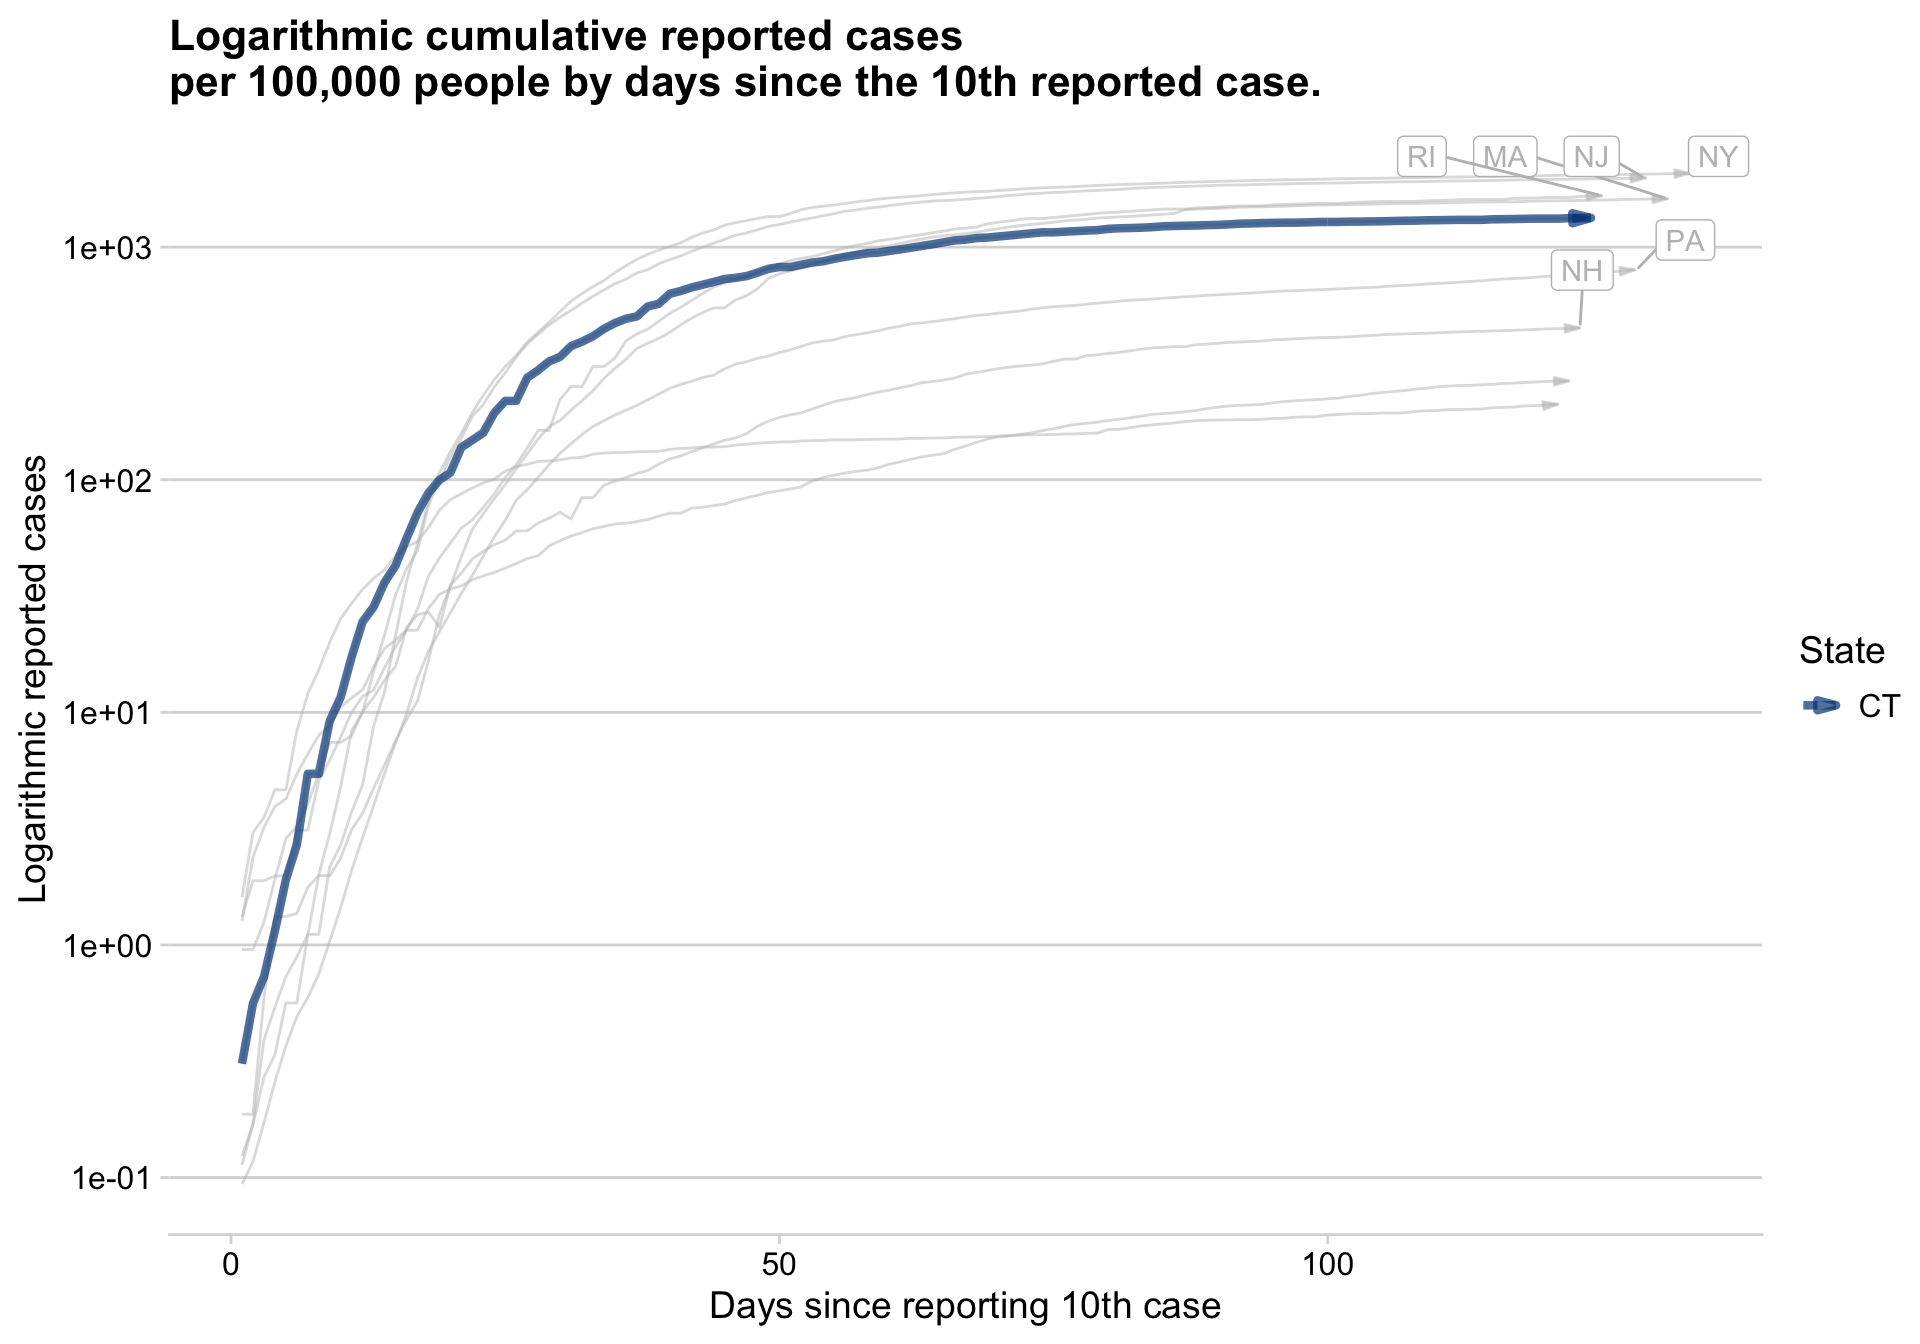 Logarithmic cumulative reported cases
per 100,000 people by days since the 10th reported case.
RI
MA
NJ
NY
PA
NH
1e+03
1e+02
1e+01
1e+00
1e-01
Logarithmic reported cases
0
50
100
Days since reporting 10th case
State
CT